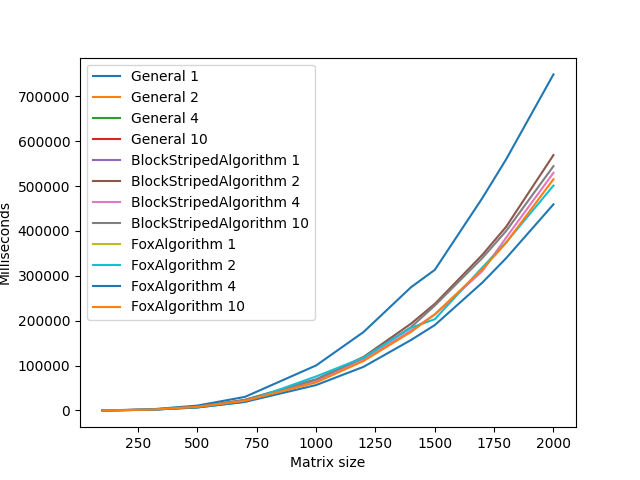 General 1
General 2
General 4
General 10
BlockStripedAlgorithm 1
BlockStripedAlgorithm 2
BlockStripedAlgorithm 4
BlockStripedAlgorithm 10
FoxAlgorithm 1
FoxAlgorithm 2
FoxAlgorithm 4
FoxAlgorithm 10
Milliseconds
700000
600000
500000
400000
300000
200000
100000
0
250 500 750 1000 1250 1500 1750 2000
Matrix size